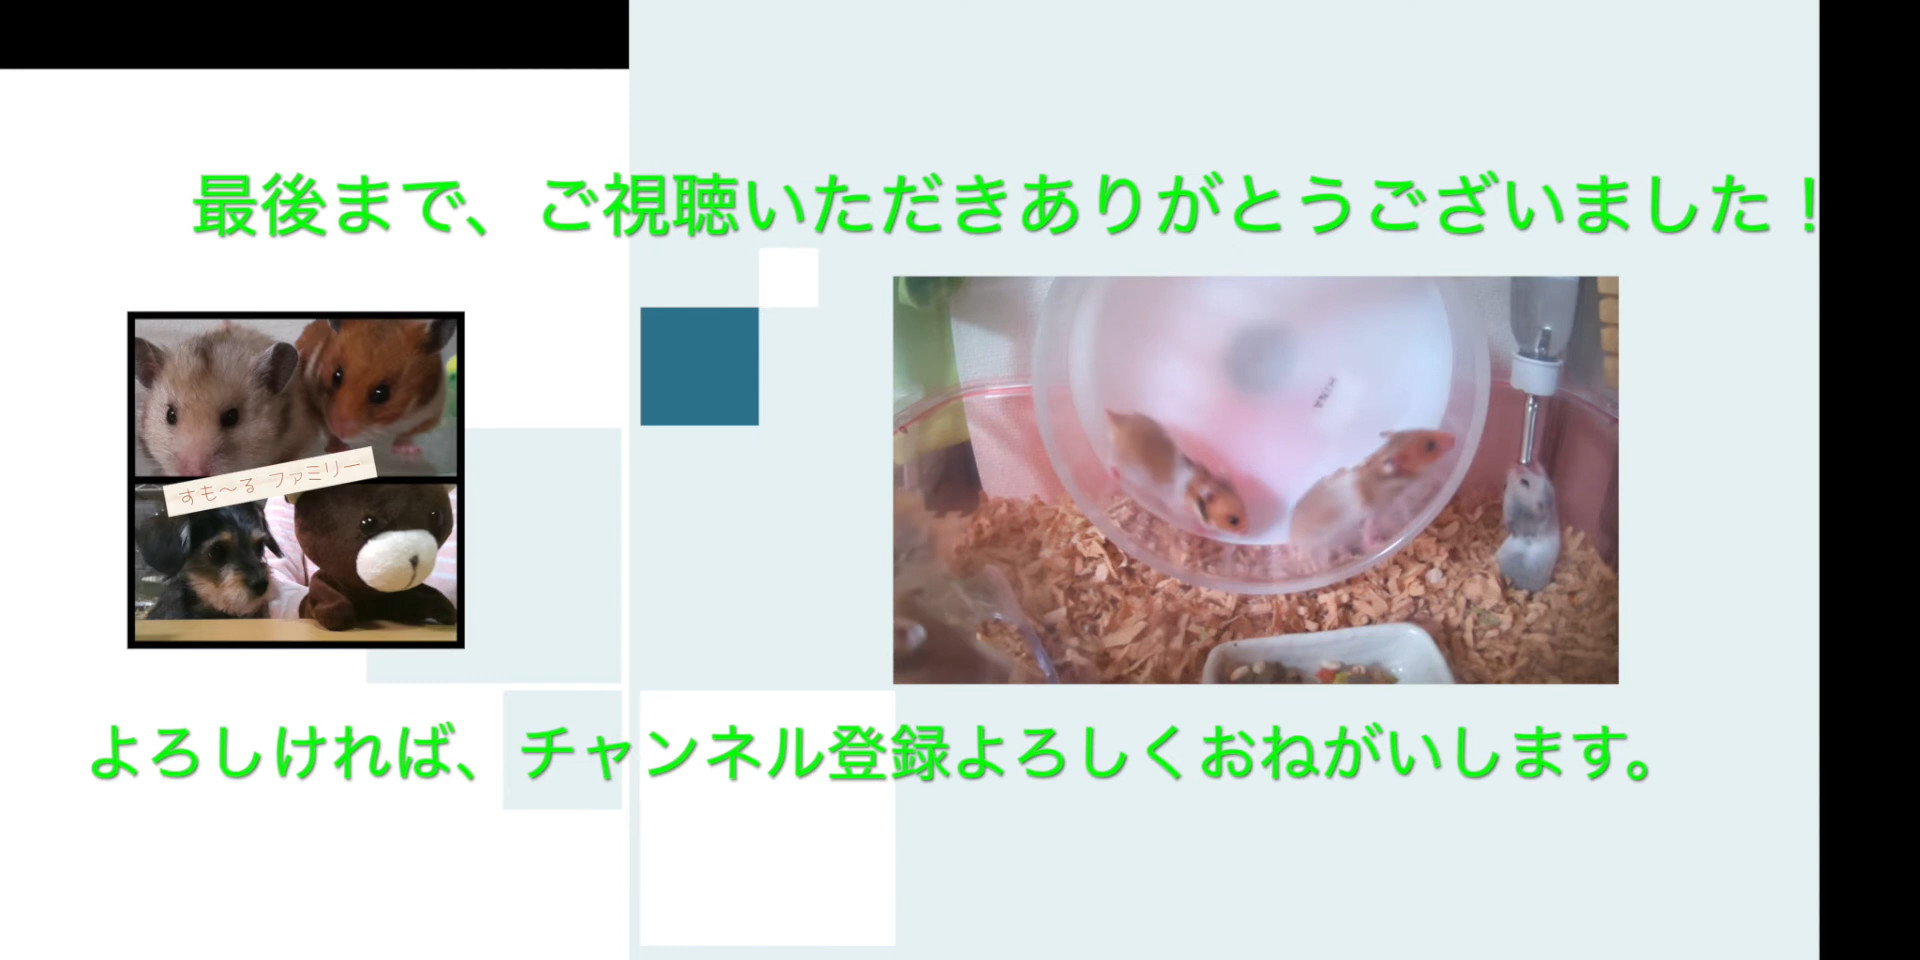 最後まで、ご視聴いただきありがとうございました！
すも〜る ファミリー
よろしければ、チャンネル登録よろしくおねがいします。